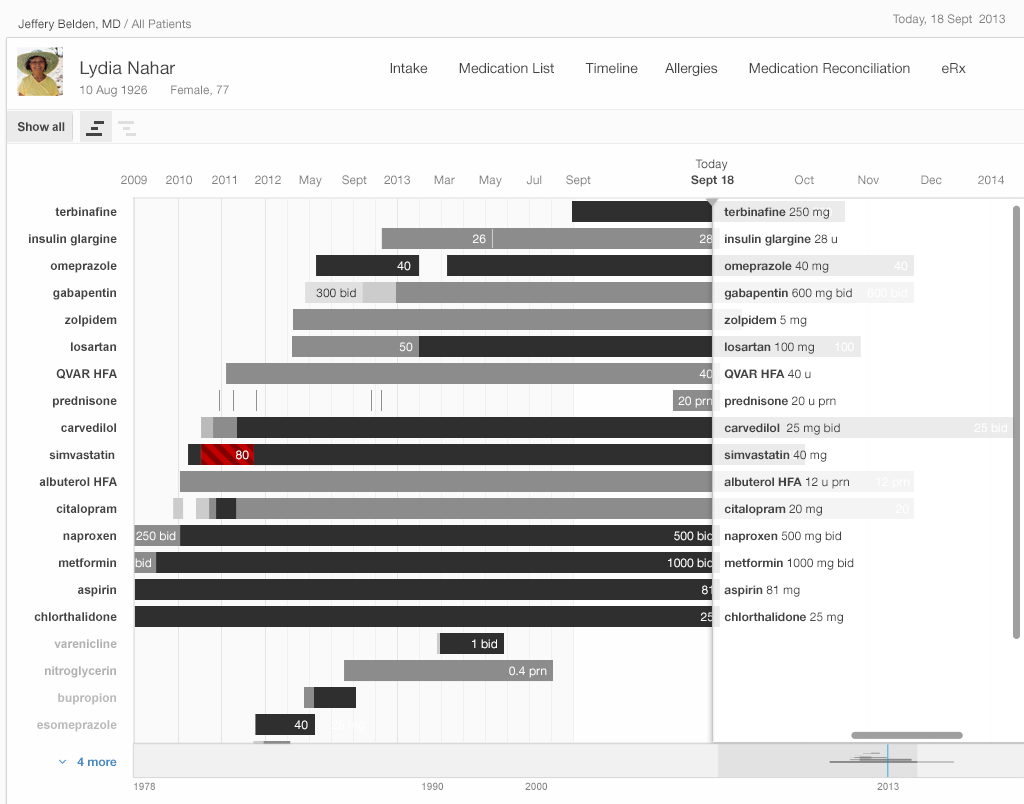 Jeffery Belden, MD / All Patients
Today, 18 Sept 2013
Lydia Nahar
10 Aug 1926 Female, 77
Intake Medication List Timeline Allergies Medication Reconciliation eRx
Show all
Today
2009 2010 2011 2012 May Sept 2013 Mar May Jul Sept Sept 18 Oct Nov Dec 2014
terbinafine terbinafine 250 mg
insulin glargine 26 28 insulin glargine 28 u
omeprazole 40 omeprazole 40 mg 40
gabapentin 300 bid gabapentin 600 mg bid 600 bid
zolpidem zolpidem 5 mg
losartan 50 losartan 100 mg 100
QVAR HFA 40 QVAR HFA 40 u
prednisone 20 prn prednisone 20 u prn
carvedilol carvedilol 25 mg bid 25 bid
simvastatin 80 simvastatin 40 mg
albuterol HFA albuterol HFA 12 u prn 12 prn
citalopram citalopram 20 mg 20
naproxen 250 bid 500 bid naproxen 500 mg bid
metformin bid 1000 bid metformin 1000 mg bid
aspirin 81 aspirin 81 mg
chlorthalidone 25 chlorthalidone 25 mg
varenicline 1 bid
nitroglycerin 0.4 prn
bupropion
esomeprazole 40
4 more
1978 1990 2000 2013